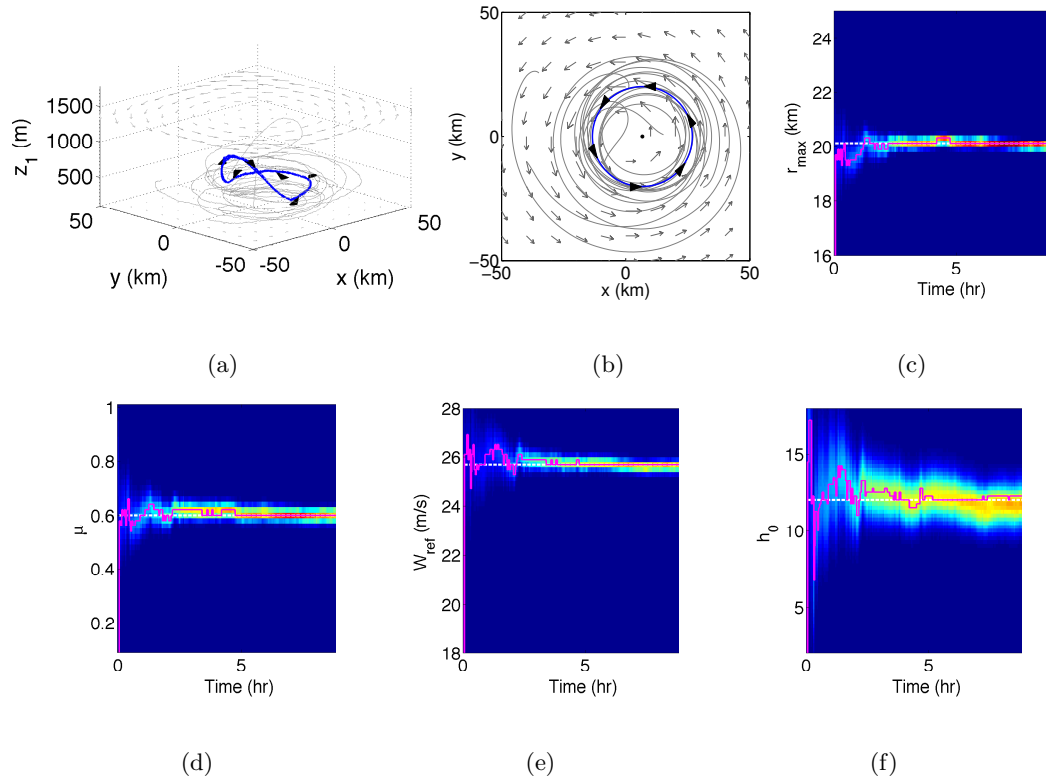 1500
1000
500
z1 (m)
50
0
-50
y (km)
-50
0
50
x (km)
(a)
50
0
−50
y (km)
−50
0
50
x (km)
(b)
24
22
20
18
16
r_max (km)
0
5
Time (hr)
(c)
1
0.8
0.6
0.4
0.2
μ
0
5
Time (hr)
(d)
28
26
24
22
20
18
W_ref (m/s)
0
5
Time (hr)
(e)
15
10
5
h_0
0
5
Time (hr)
(f)